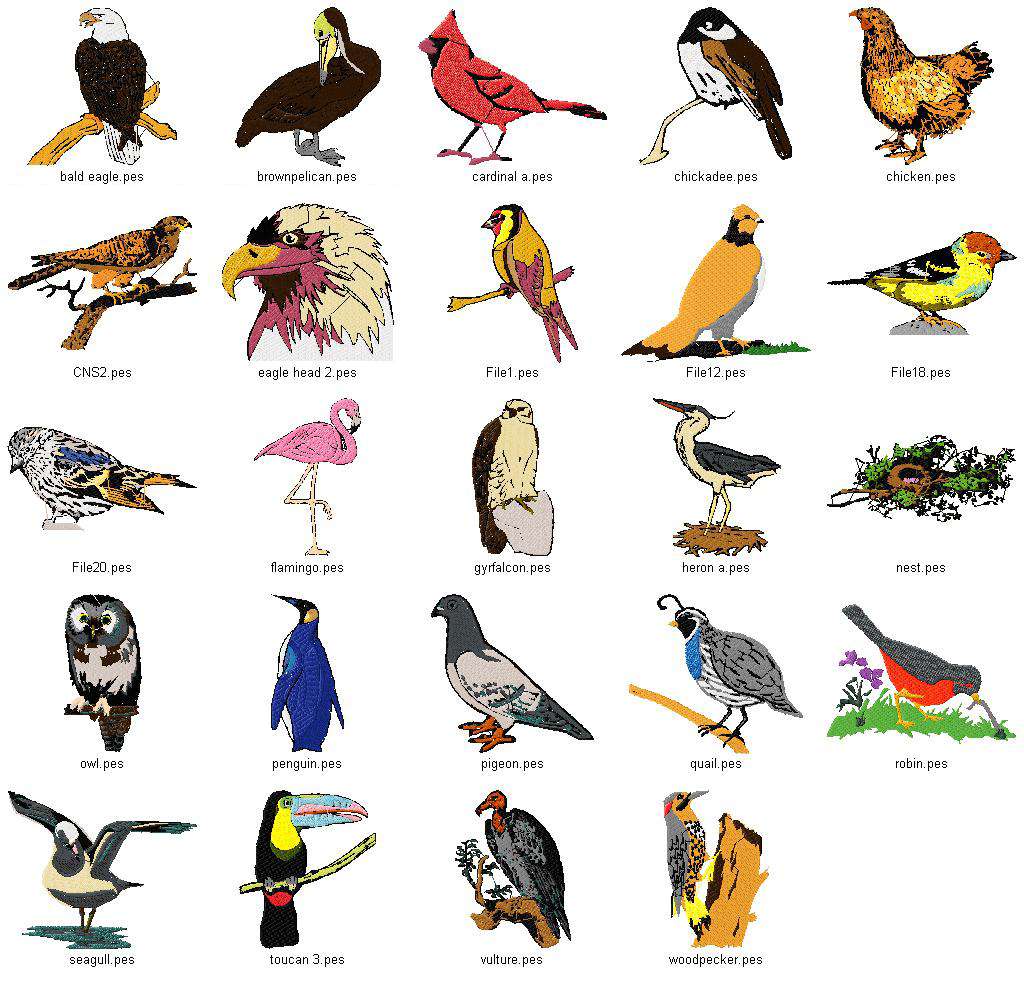 bald eagle.pes
brownpelican.pes
cardinal a.pes
chickadee.pes
chicken.pes
CNS2.pes
eagle head 2.pes
File1.pes
File12.pes
File18.pes
File20.pes
flamingo.pes
gyrfalcon.pes
heron a.pes
nest.pes
owl.pes
penguin.pes
pigeon.pes
quail.pes
robin.pes
seagull.pes
toucan 3.pes
vulture.pes
woodpecker.pes